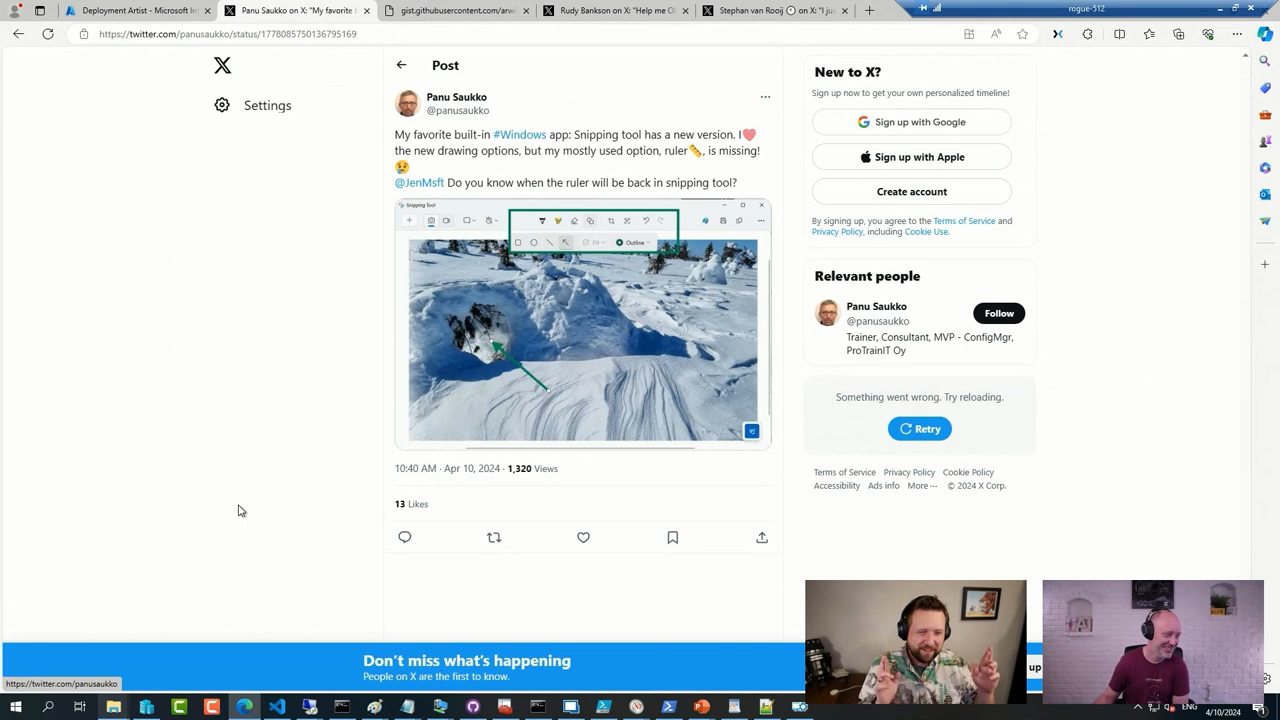 Deployment Artist - Microsoft Int
Panu Saukko on X: "My favorite b
gist.githubusercontent.com/arwi
Rudy Bankson on X: "Help me O
Stephan van Rooij on X: "I jus
rogue-512
https://twitter.com/panusaukko/status/1778085750136795169
Settings
Post
Panu Saukko
@panusaukko
My favorite built-in #Windows app: Snipping tool has a new version. I❤
the new drawing options, but my mostly used option, ruler📏, is missing!
😢
@JenMsft Do you know when the ruler will be back in snipping tool?
Snipping Tool
Fill
Outline
10:40 AM · Apr 10, 2024 · 1,320 Views
13 Likes
New to X?
Sign up now to get your own personalized timeline!
Sign up with Google
Sign up with Apple
Create account
By signing up, you agree to the Terms of Service and
Privacy Policy, including Cookie Use.
Relevant people
Panu Saukko
@panusaukko
Follow
Trainer, Consultant, MVP - ConfigMgr,
ProTrainIT Oy
Something went wrong. Try reloading.
Retry
Terms of Service Privacy Policy Cookie Policy
Accessibility Ads info More ··· © 2024 X Corp.
Don't miss what's happening
People on X are the first to know.
up
https://twitter.com/panusaukko
ENG
4/10/2024